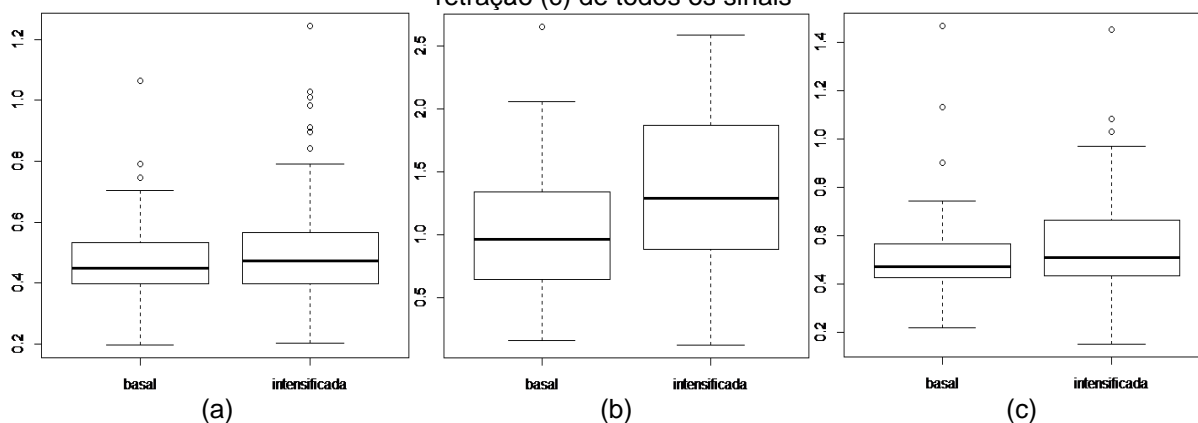 retração (c) de todos os sinais
1.2
1.0
0.8
0.6
0.4
0.2
basal intensificada
(a)
2.5
2.0
1.5
1.0
0.5
basal intensificada
(b)
1.4
1.2
1.0
0.8
0.6
0.4
0.2
basal intensificada
(c)